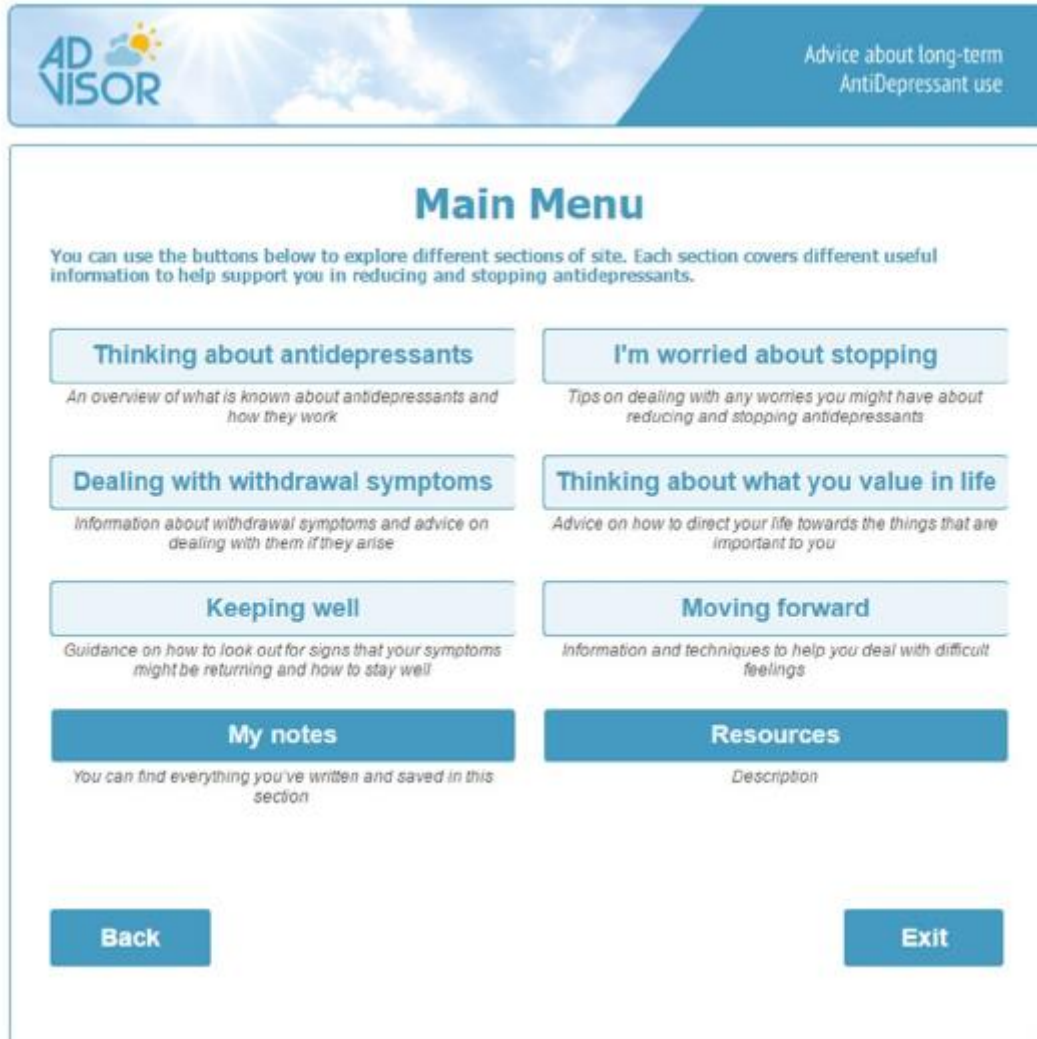 AD
VISOR
Advice about long-term
AntiDepressant use
Main Menu
You can use the buttons below to explore different sections of site. Each section covers different useful
information to help support you in reducing and stopping antidepressants.
Thinking about antidepressants
An overview of what is known about antidepressants and
how they work
I'm worried about stopping
Tips on dealing with any worries you might have about
reducing and stopping antidepressants
Dealing with withdrawal symptoms
Information about withdrawal symptoms and advice on
dealing with them if they arise
Thinking about what you value in life
Advice on how to direct your life towards the things that are
important to you
Keeping well
Guidance on how to look out for signs that your symptoms
might be returning and how to stay well
Moving forward
Information and techniques to help you deal with difficult
feelings
My notes
You can find everything you've written and saved in this
section
Resources
Description
Back
Exit